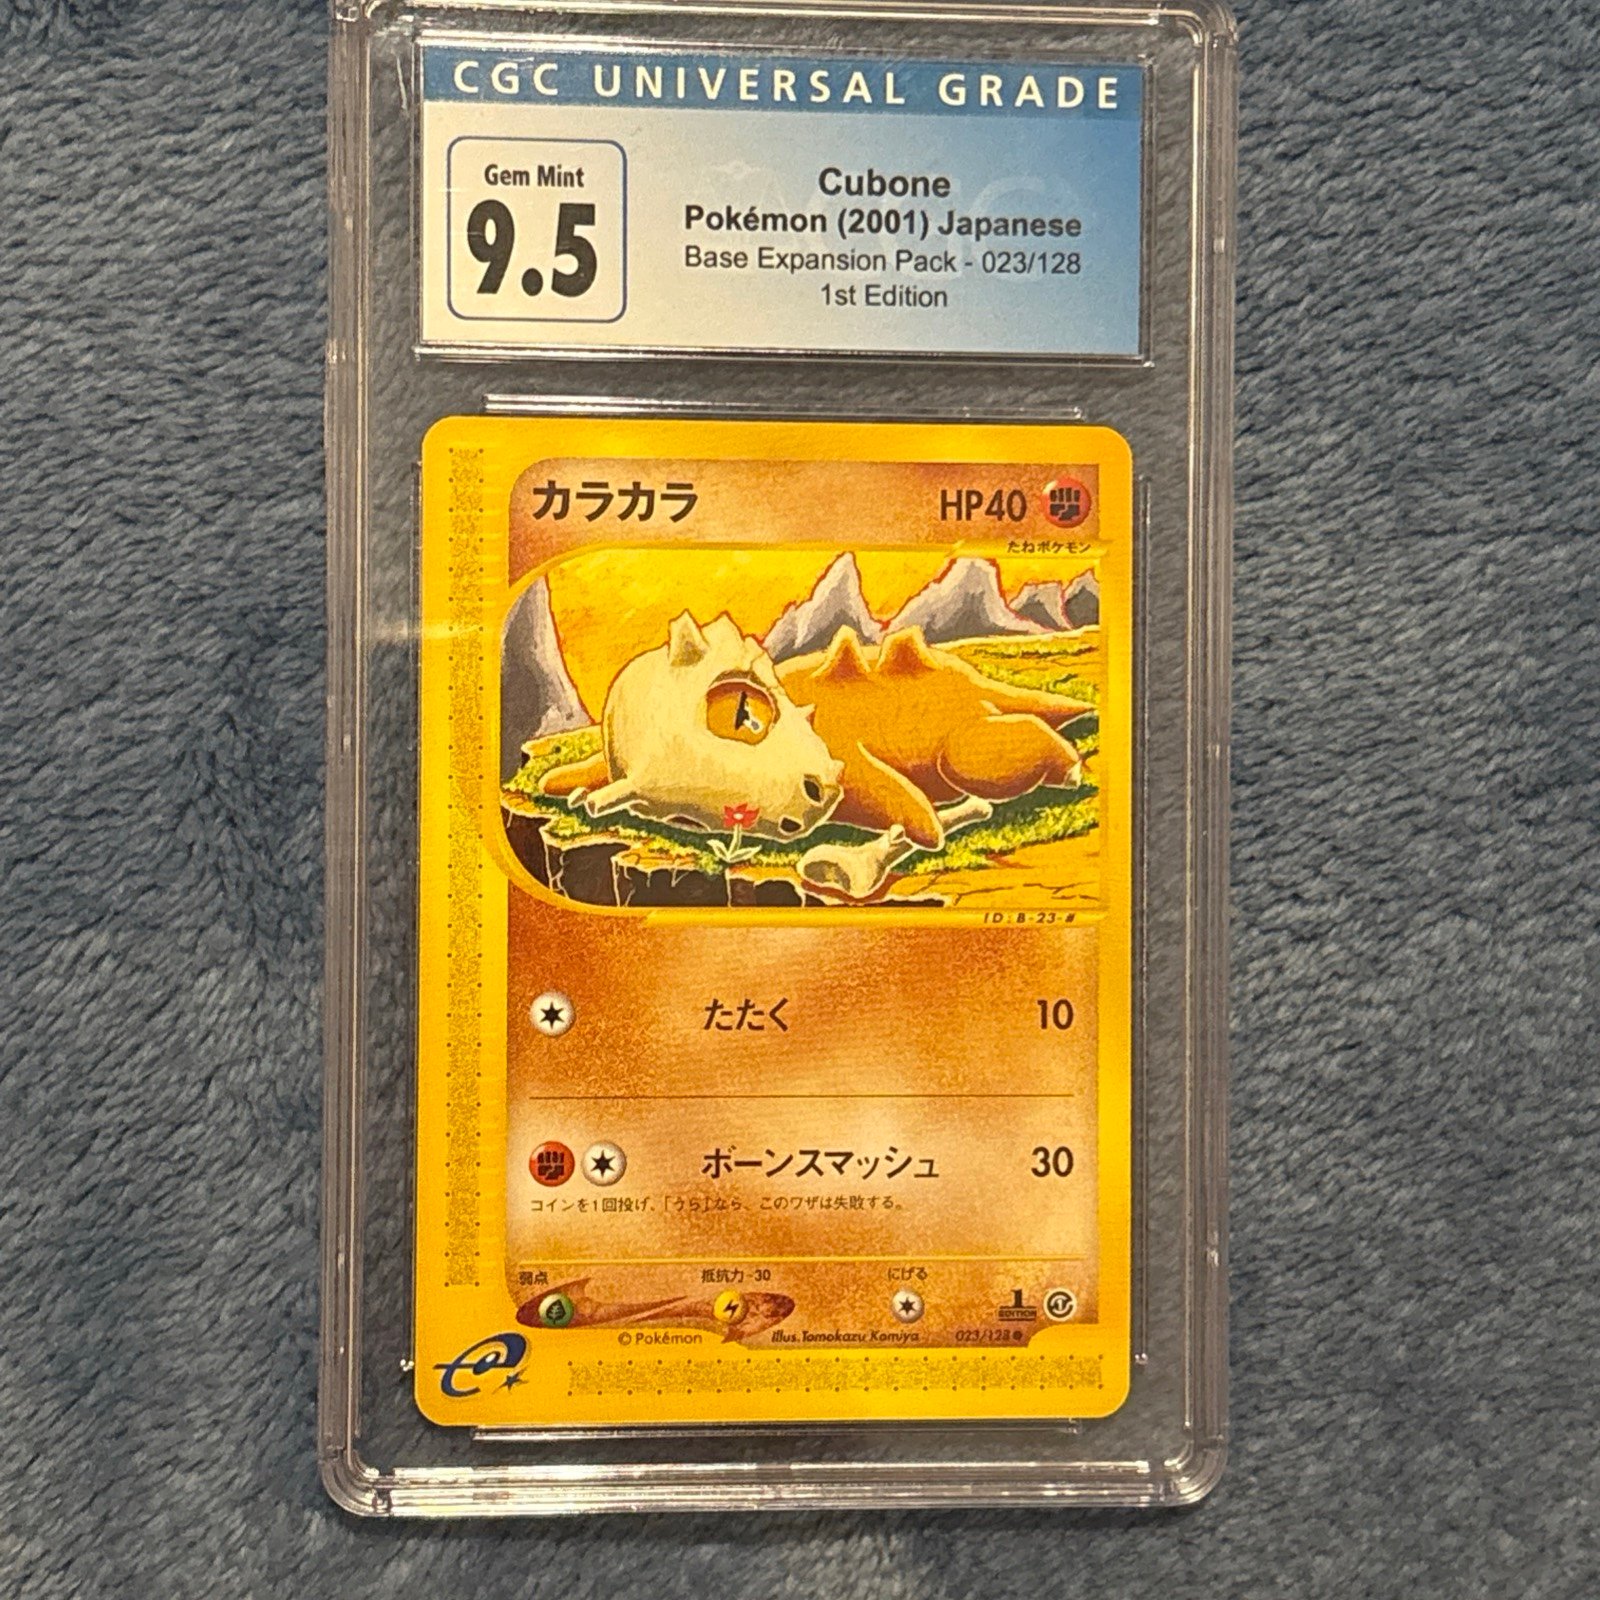 CGC UNIVERSAL GRADE
Gem Mint
9.5
Cubone
Pokémon (2001) Japanese
Base Expansion Pack - 023/128
1st Edition
カラカラ HP40
たねポケモン
ID:B-23-#
たたく 10
ボーンスマッシュ 30
コインを1回投げ、「うら」なら、このワザは失敗する。
弱点 抵抗力-30 にげる
1 EDITION
©Pokémon Illus.Tomokazu Komiya 023/128
e